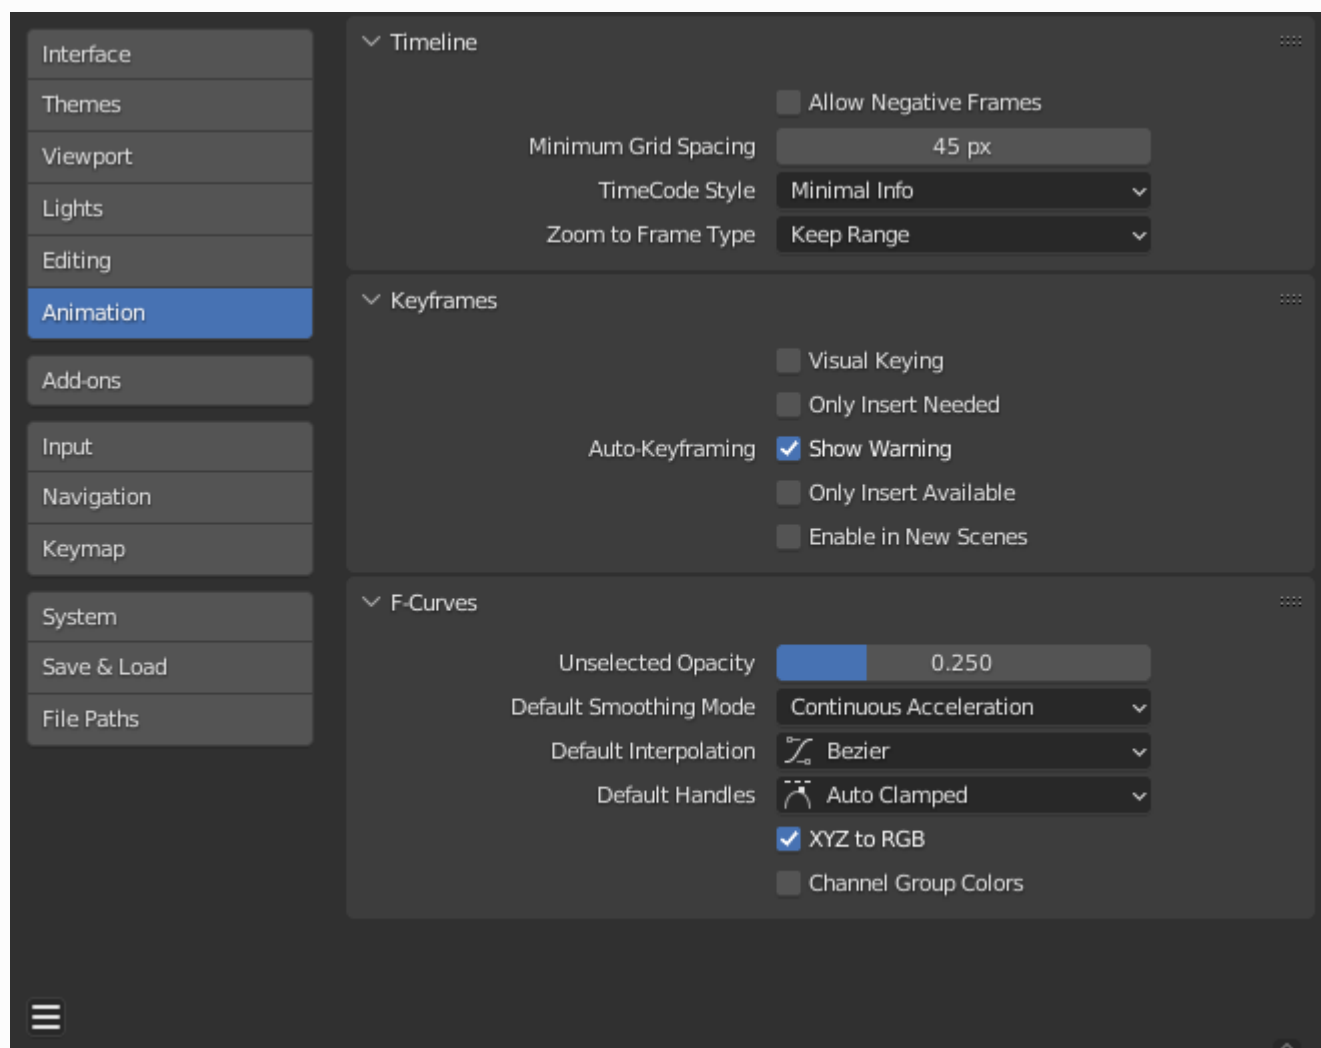 Interface
Themes
Viewport
Lights
Editing
Animation
Add-ons
Input
Navigation
Keymap
System
Save & Load
File Paths
Timeline
Allow Negative Frames
Minimum Grid Spacing 45 px
TimeCode Style Minimal Info
Zoom to Frame Type Keep Range
Keyframes
Visual Keying
Only Insert Needed
Auto-Keyframing Show Warning
Only Insert Available
Enable in New Scenes
F-Curves
Unselected Opacity 0.250
Default Smoothing Mode Continuous Acceleration
Default Interpolation Bezier
Default Handles Auto Clamped
XYZ to RGB
Channel Group Colors